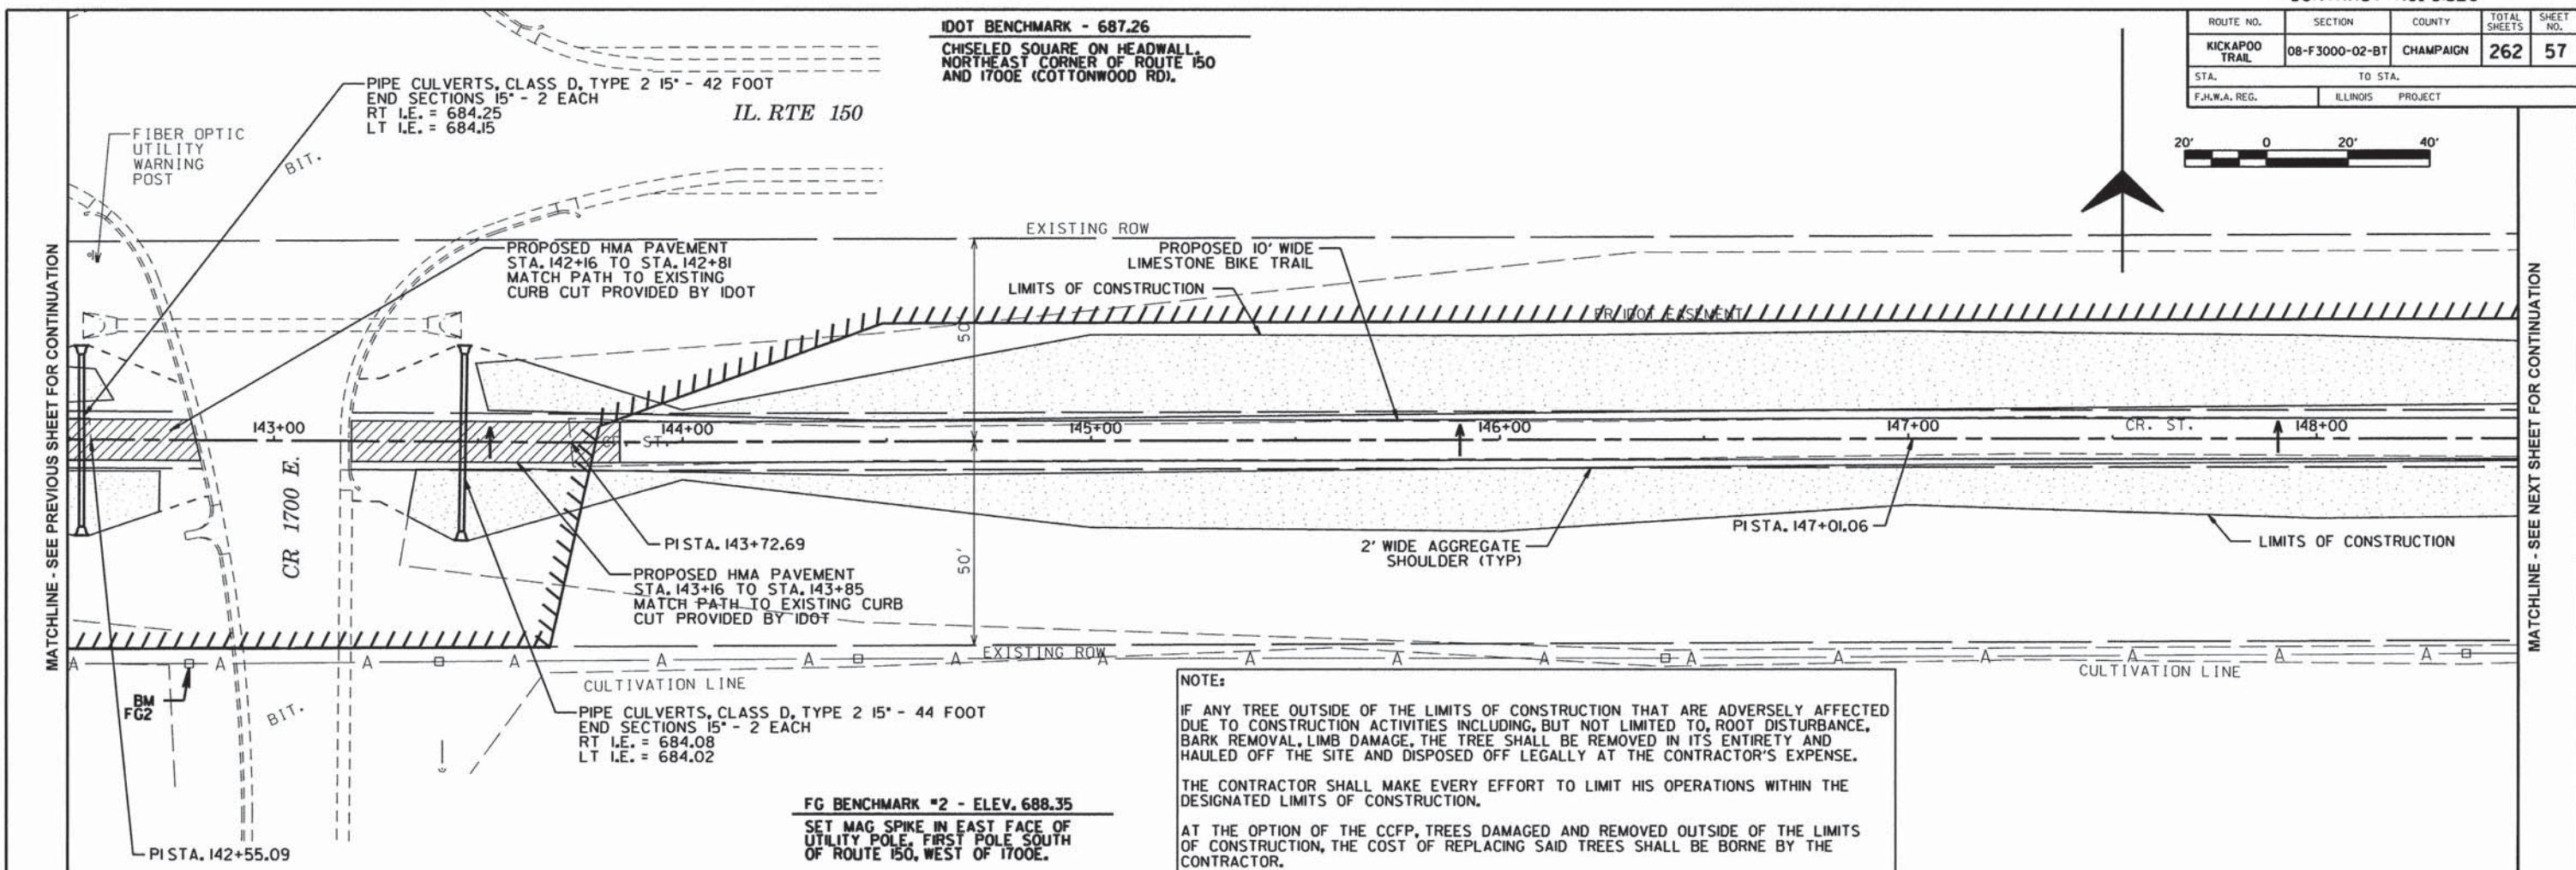 ROUTE NO.
SECTION
COUNTY
TOTAL SHEETS
SHEET NO.
KICKAPOO TRAIL
08-F3000-02-BT
CHAMPAIGN
262
57
STA.
TO STA.
F.H.W.A. REG.
ILLINOIS
PROJECT
IDOT BENCHMARK - 687.26
CHISELED SQUARE ON HEADWALL.
NORTHEAST CORNER OF ROUTE 150
AND 1700E (COTTONWOOD RD).
PIPE CULVERTS, CLASS D, TYPE 2 15" - 42 FOOT
END SECTIONS 15" - 2 EACH
RT I.E. = 684.25
LT I.E. = 684.15
IL. RTE 150
FIBER OPTIC
UTILITY
WARNING
POST
BIT.
20'
0
20'
40'
MATCHLINE - SEE PREVIOUS SHEET FOR CONTINUATION
PROPOSED HMA PAVEMENT
STA. 142+16 TO STA. 142+81
MATCH PATH TO EXISTING
CURB CUT PROVIDED BY IDOT
EXISTING ROW
PROPOSED 10' WIDE
LIMESTONE BIKE TRAIL
LIMITS OF CONSTRUCTION
PR IDOT EASEMENT
50'
143+00
CR. ST.
144+00
145+00
146+00
147+00
CR. ST.
148+00
CR 1700 E.
PI STA. 143+72.69
PI STA. 147+01.06
2' WIDE AGGREGATE
SHOULDER (TYP)
LIMITS OF CONSTRUCTION
PROPOSED HMA PAVEMENT
STA. 143+16 TO STA. 143+85
MATCH PATH TO EXISTING CURB
CUT PROVIDED BY IDOT
50'
MATCHLINE - SEE NEXT SHEET FOR CONTINUATION
A A A A A A A A A A A A A A A A A
EXISTING ROW
CULTIVATION LINE
CULTIVATION LINE
BM
FG2
BIT.
PIPE CULVERTS, CLASS D, TYPE 2 15" - 44 FOOT
END SECTIONS 15" - 2 EACH
RT I.E. = 684.08
LT I.E. = 684.02
PI STA. 142+55.09
FG BENCHMARK #2 - ELEV. 688.35
SET MAG SPIKE IN EAST FACE OF
UTILITY POLE. FIRST POLE SOUTH
OF ROUTE 150, WEST OF 1700E.
NOTE:
IF ANY TREE OUTSIDE OF THE LIMITS OF CONSTRUCTION THAT ARE ADVERSELY AFFECTED
DUE TO CONSTRUCTION ACTIVITIES INCLUDING, BUT NOT LIMITED TO, ROOT DISTURBANCE,
BARK REMOVAL, LIMB DAMAGE, THE TREE SHALL BE REMOVED IN ITS ENTIRETY AND
HAULED OFF THE SITE AND DISPOSED OFF LEGALLY AT THE CONTRACTOR'S EXPENSE.
THE CONTRACTOR SHALL MAKE EVERY EFFORT TO LIMIT HIS OPERATIONS WITHIN THE
DESIGNATED LIMITS OF CONSTRUCTION.
AT THE OPTION OF THE CCFP, TREES DAMAGED AND REMOVED OUTSIDE OF THE LIMITS
OF CONSTRUCTION, THE COST OF REPLACING SAID TREES SHALL BE BORNE BY THE
CONTRACTOR.